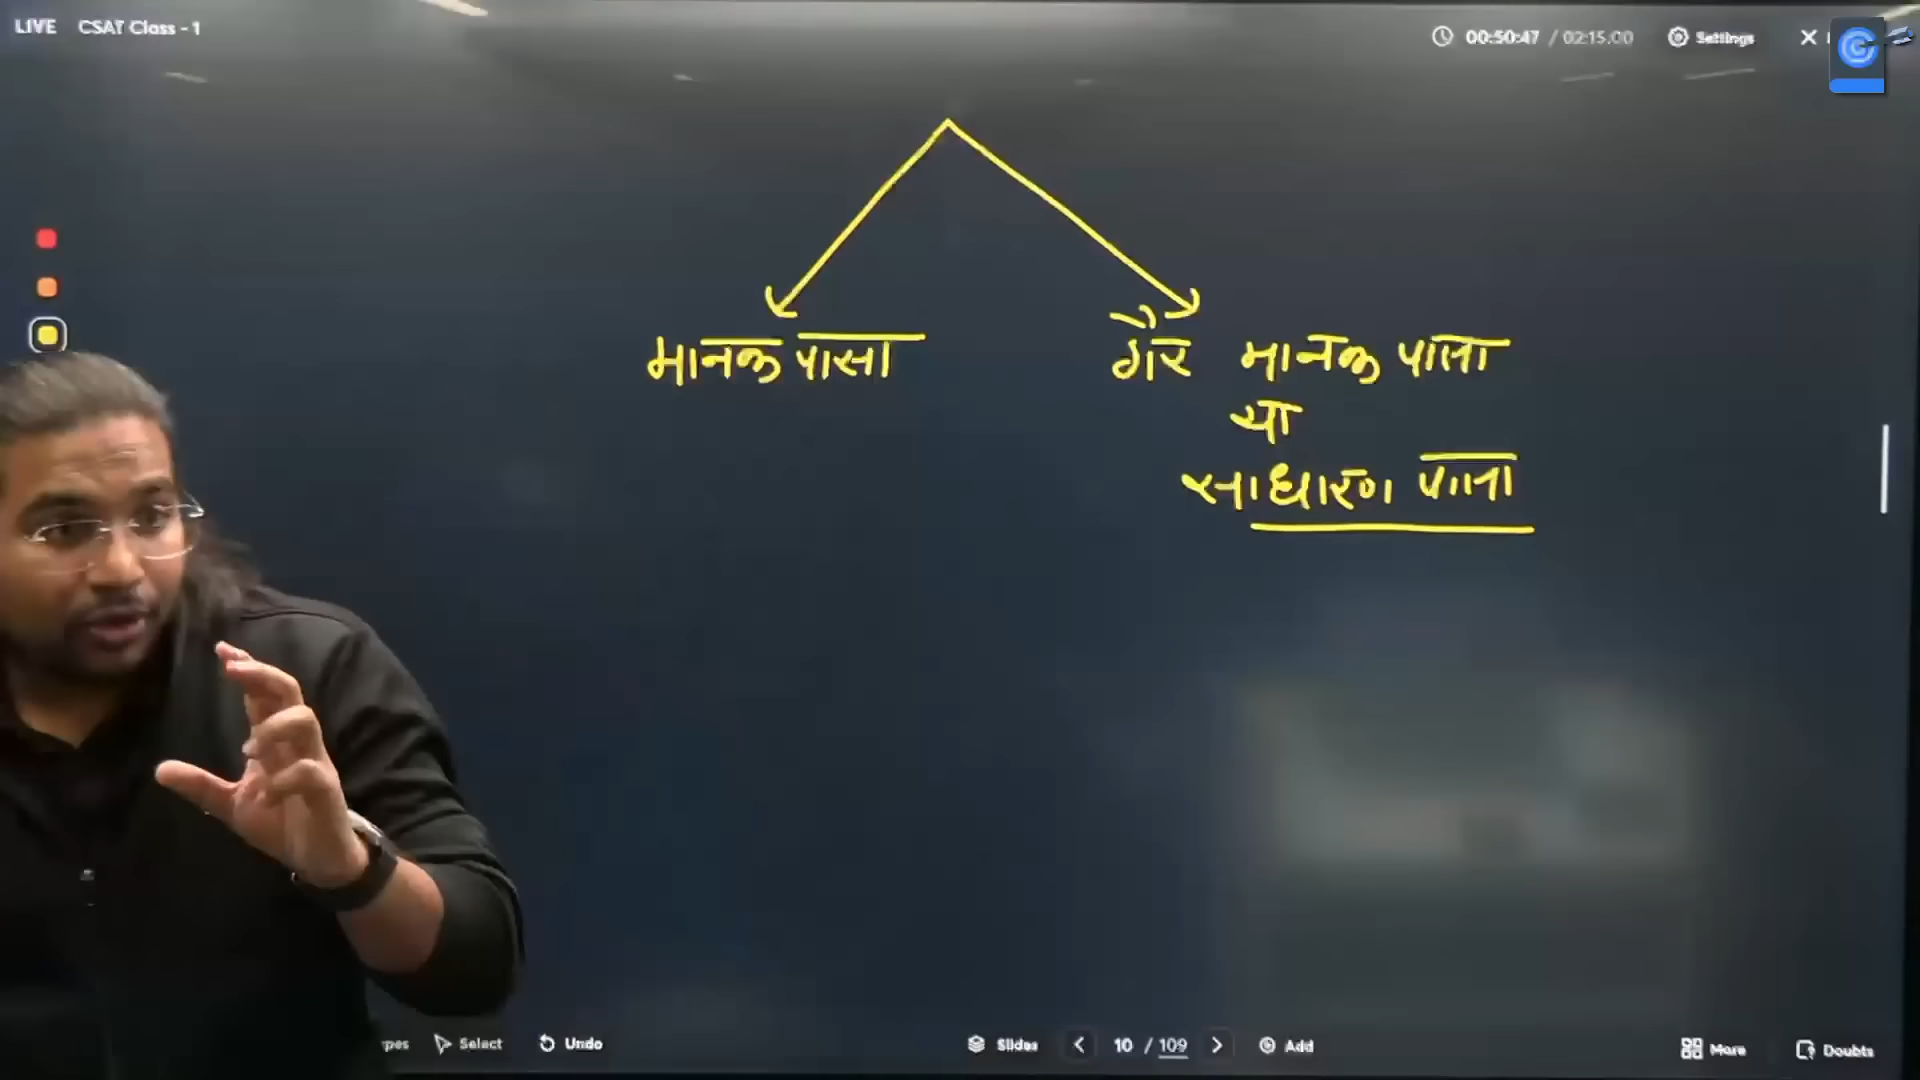 LIVE CSAT Class - 1
00:50:47 / 02:15:00 Settings
मानक पासा
गैर मानक पासा
या
साधारण पासा
Select Undo Slides 10 / 109 Add More Doubts